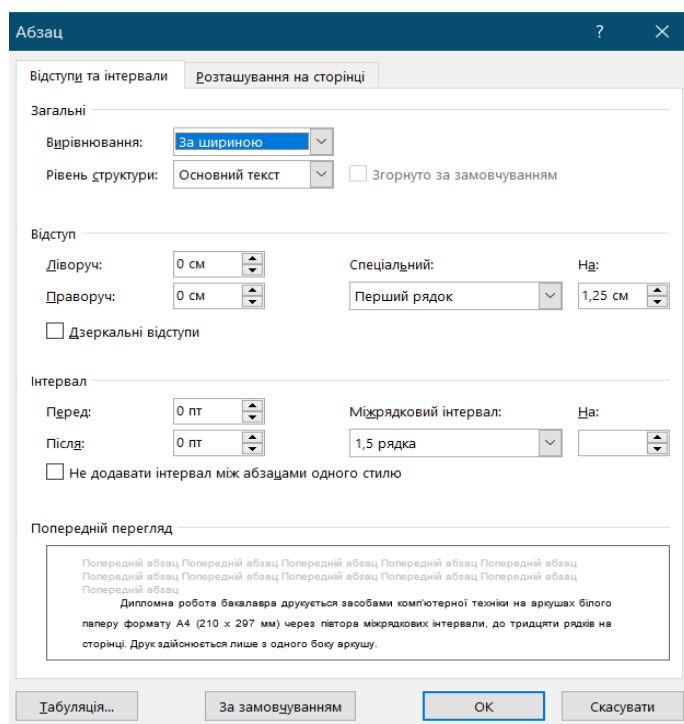 Абзац ?
Відступи та інтервали Розташування на сторінці
Загальні
Вирівнювання: За шириною
Рівень структури: Основний текст Згорнуто за замовчуванням
Відступ
Ліворуч: 0 см Спеціальний: На:
Праворуч: 0 см Перший рядок 1,25 см
Дзеркальні відступи
Інтервал
Перед: 0 пт Міжрядковий інтервал: На:
Після: 0 пт 1,5 рядка
Не додавати інтервал між абзацами одного стилю
Попередній перегляд
Попередній абзац Попередній абзац Попередній абзац Попередній абзац Попередній абзац
Попередній абзац Попередній абзац Попередній абзац Попередній абзац Попередній абзац
Попередній абзац
Дипломна робота бакалавра друкується засобами комп'ютерної техніки на аркушах білого
паперу формату А4 (210 х 297 мм) через півтора міжрядкових інтервали, до тридцяти рядків на
сторінці. Друк здійснюється лише з одного боку аркушу.
Табуляція... За замовчуванням ОК Скасувати